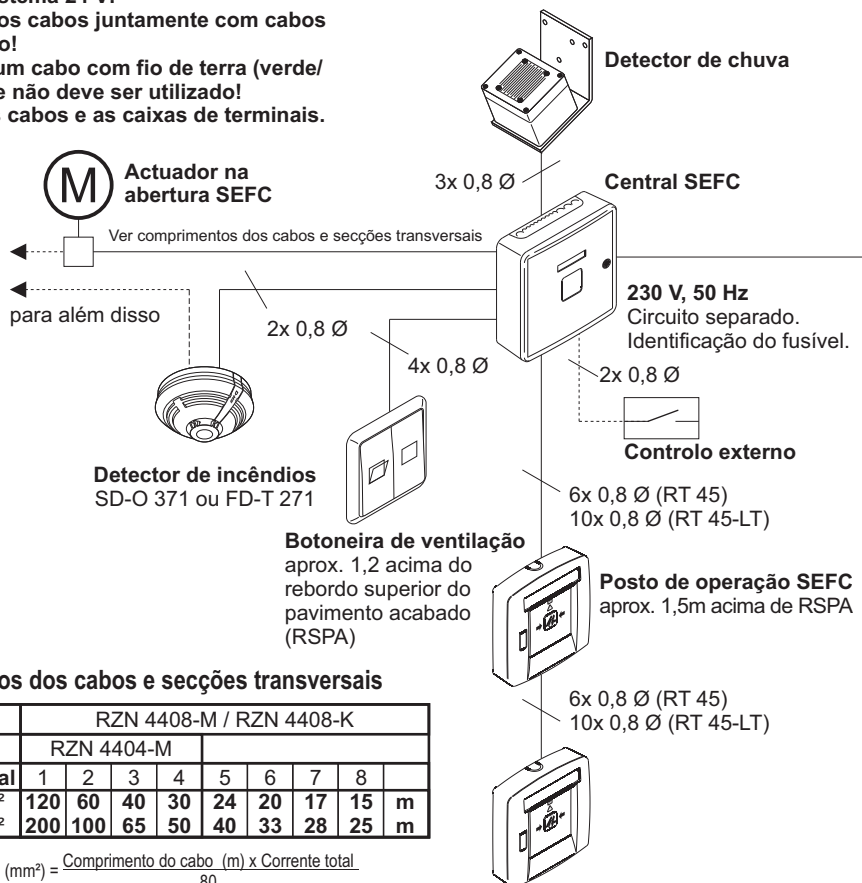 os cabos juntamente com cabos
o!
um cabo com fio de terra (verde/
e não deve ser utilizado!
s cabos e as caixas de terminais.
Detector de chuva
M
Actuador na
abertura SEFC
3x 0,8 Ø
Central SEFC
Ver comprimentos dos cabos e secções transversais
para além disso
2x 0,8 Ø
4x 0,8 Ø
230 V, 50 Hz
Circuito separado.
Identificação do fusível.
2x 0,8 Ø
Controlo externo
Detector de incêndios
SD-O 371 ou FD-T 271
6x 0,8 Ø (RT 45)
10x 0,8 Ø (RT 45-LT)
Botoneira de ventilação
aprox. 1,2 acima do
rebordo superior do
pavimento acabado
(RSPA)
Posto de operação SEFC
aprox. 1,5m acima de RSPA
os dos cabos e secções transversais
RZN 4408-M / RZN 4408-K
RZN 4404-M
al 1 2 3 4 5 6 7 8
² 120 60 40 30 24 20 17 15 m
² 200 100 65 50 40 33 28 25 m
6x 0,8 Ø (RT 45)
10x 0,8 Ø (RT 45-LT)
(mm²) = Comprimento do cabo (m) x Corrente total
80